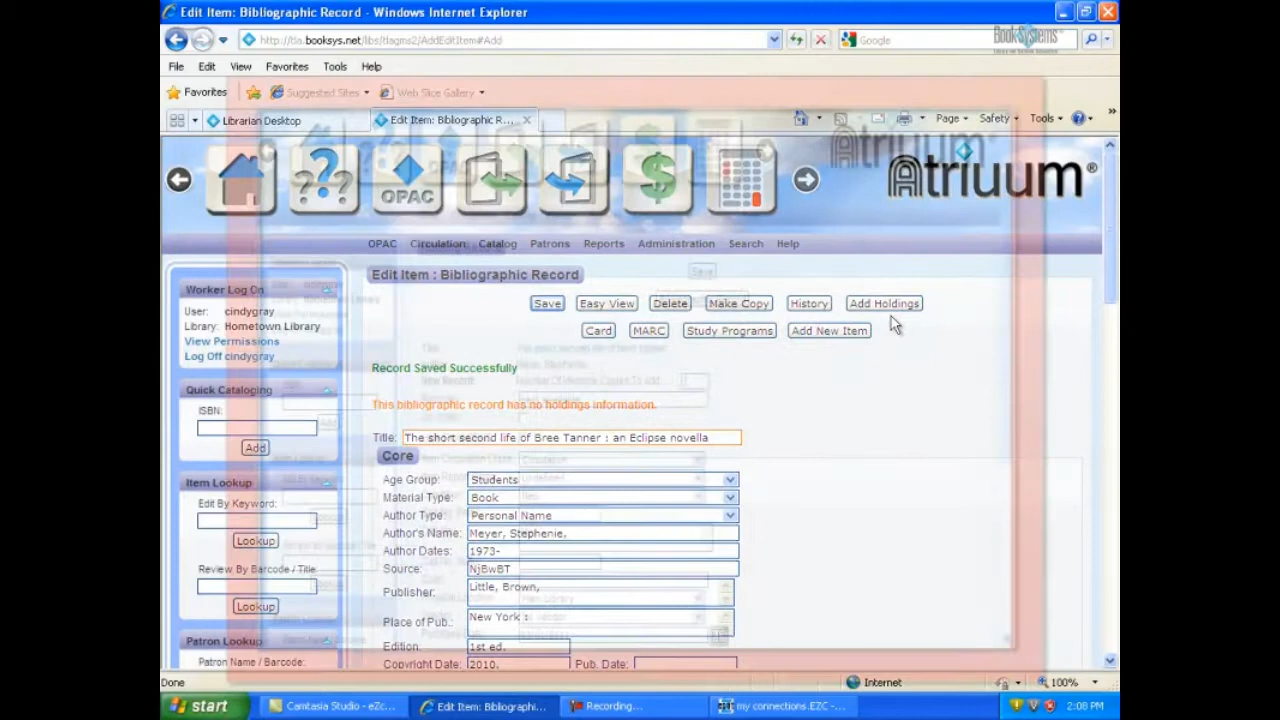 Edit Item: Bibliographic Record - Windows Internet Explorer
http://tla.booksys.net/libs/tlagms2/AddEditItem#Add
Google
BookSystems
File Edit View Favorites Tools Help
Favorites Suggested Sites Web Slice Gallery
Librarian Desktop Edit Item: Bibliographic R... Page Safety Tools
OPAC
Atriuum®
OPAC Circulation Catalog Patrons Reports Administration Search Help
Worker Log On
User: cindygray
Library: Hometown Library
View Permissions
Log Off cindygray
Quick Cataloging
ISBN:
Add
Item Lookup
Edit By Keyword:
Lookup
Review By Barcode / Title:
Lookup
Patron Lookup
Patron Name / Barcode:
Edit Item : Bibliographic Record
Save Easy View Delete Make Copy History Add Holdings
Card MARC Study Programs Add New Item
Record Saved Successfully
This bibliographic record has no holdings information.
Title: The short second life of Bree Tanner : an Eclipse novella
Core
Age Group: Students
Material Type: Book
Author Type: Personal Name
Author's Name: Meyer, Stephenie,
Author Dates: 1973-
Source: NjBwBT
Publisher: Little, Brown,
Place of Pub.: New York :
Edition: 1st ed.
Copyright Date: 2010. Pub. Date:
Done Internet 100%
start Camtasia Studio - eZc... Edit Item: Bibliographi... Recording... my connections.EZC -... 2:08 PM